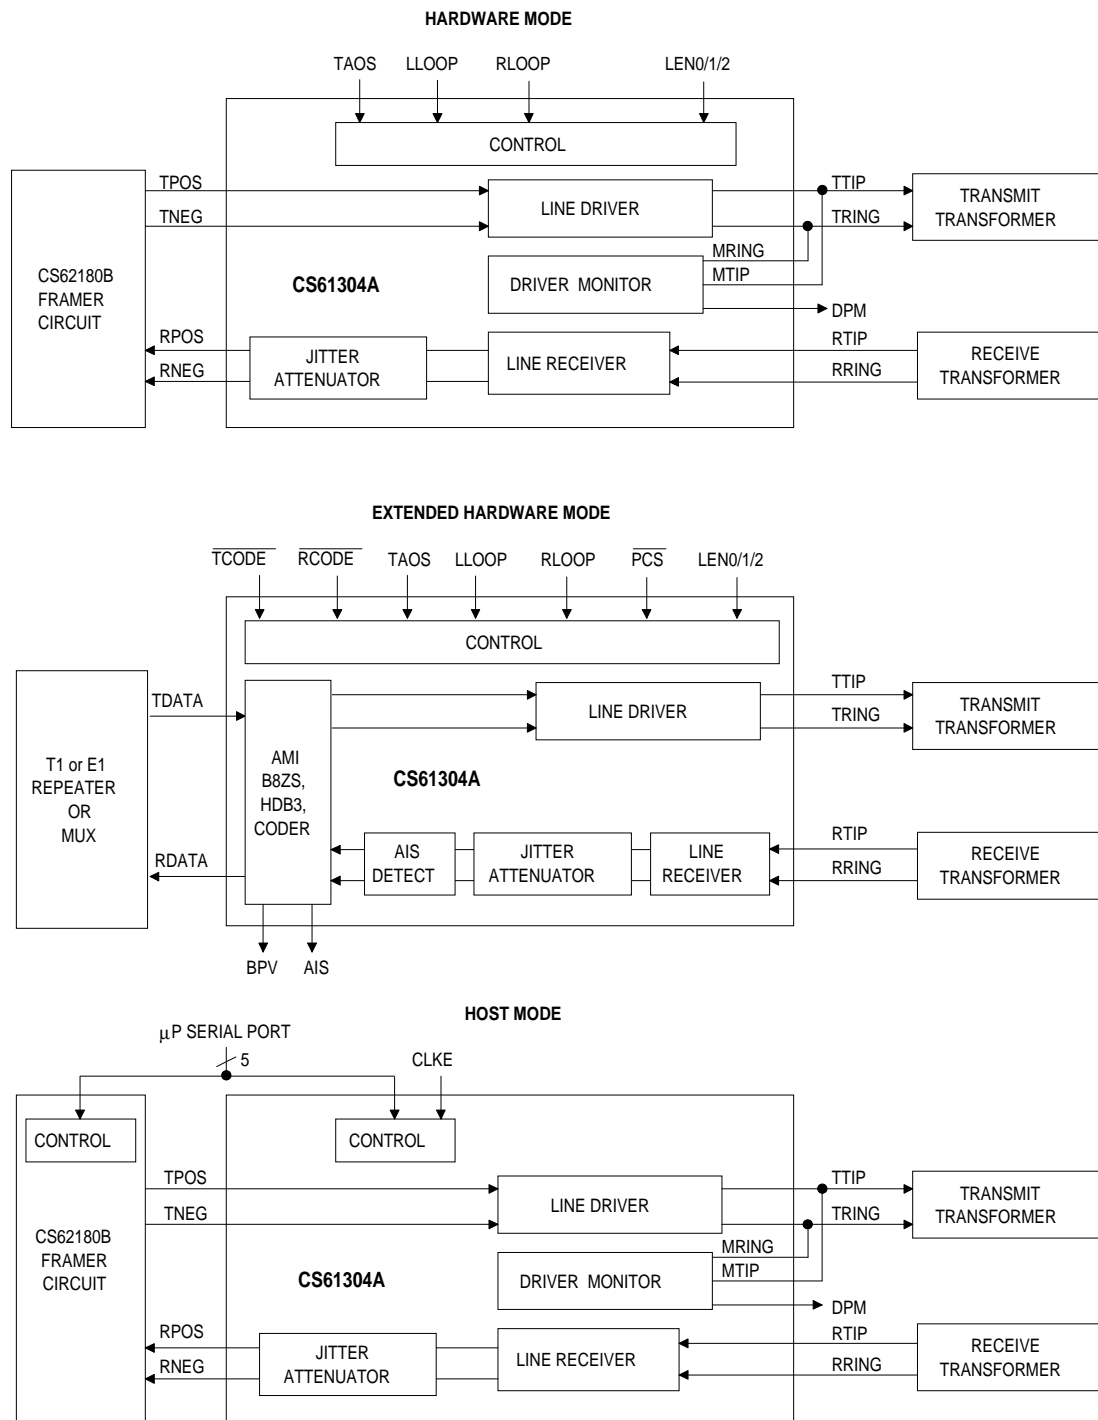 HARDWARE MODE
TAOS LLOOP RLOOP LEN0/1/2
CONTROL
TPOS
TNEG
LINE DRIVER
TTIP
TRING
TRANSMIT
TRANSFORMER
MRING
MTIP
DPM
DRIVER MONITOR
CS61304A
CS62180B
FRAMER
CIRCUIT
RPOS
RNEG
JITTER
ATTENUATOR
LINE RECEIVER
RTIP
RRING
RECEIVE
TRANSFORMER
EXTENDED HARDWARE MODE
TCODE RCODE TAOS LLOOP RLOOP PCS LEN0/1/2
CONTROL
TDATA
LINE DRIVER
TTIP
TRING
TRANSMIT
TRANSFORMER
T1 or E1
REPEATER
OR
MUX
AMI
B8ZS,
HDB3,
CODER
CS61304A
RDATA
AIS
DETECT
JITTER
ATTENUATOR
LINE
RECEIVER
RTIP
RRING
RECEIVE
TRANSFORMER
BPV AIS
HOST MODE
μP SERIAL PORT
5
CLKE
CONTROL
CONTROL
TPOS
TNEG
LINE DRIVER
TTIP
TRING
TRANSMIT
TRANSFORMER
MRING
MTIP
DPM
DRIVER MONITOR
CS61304A
CS62180B
FRAMER
CIRCUIT
RPOS
RNEG
JITTER
ATTENUATOR
LINE RECEIVER
RTIP
RRING
RECEIVE
TRANSFORMER